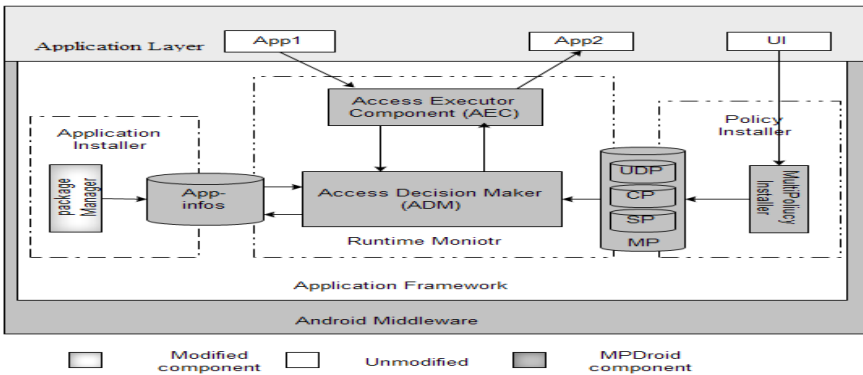 Application Layer
App1
App2
UI
Access Executor
Component (AEC)
Application
Installer
Policy
Installer
package
Manager
App-
infos
Access Decision Maker
(ADM)
UDP
CP
SP
MP
MultiPoliucy
Installer
Runtime Moniotr
Application Framework
Android Middleware
Modified
component
Unmodified
MPDroid
component